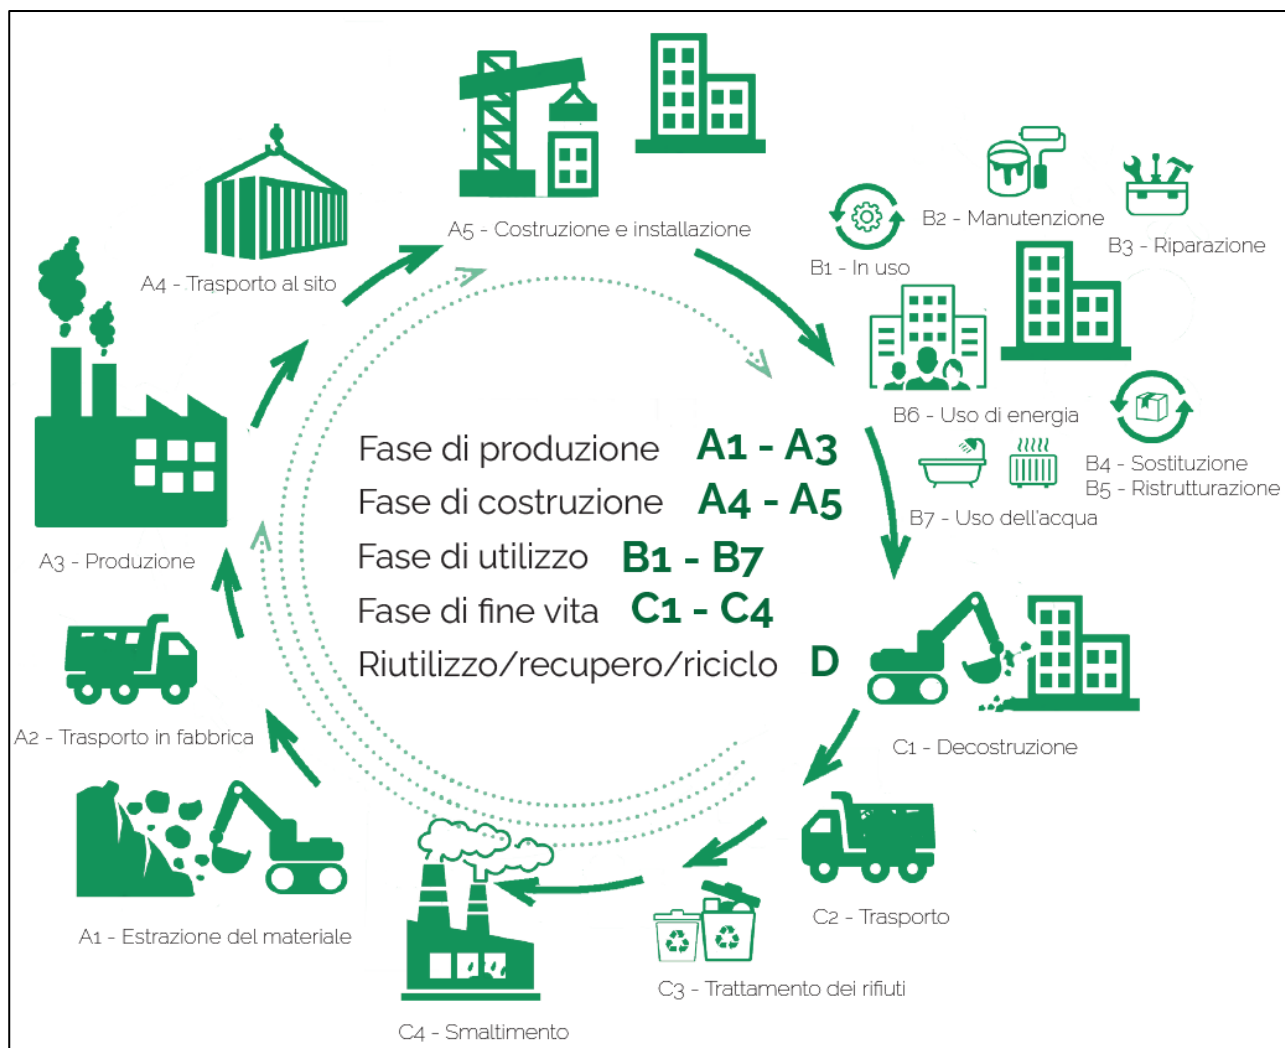 A5 - Costruzione e installazione
A4 - Trasporto al sito
B2 - Manutenzione
B3 - Riparazione
B1 - In uso
B6 - Uso di energia
B4 - Sostituzione
B5 - Ristrutturazione
B7 - Uso dell'acqua
A3 - Produzione
Fase di produzione A1 - A3
Fase di costruzione A4 - A5
Fase di utilizzo B1 - B7
Fase di fine vita C1 - C4
Riutilizzo/recupero/riciclo D
A2 - Trasporto in fabbrica
C1 - Decostruzione
A1 - Estrazione del materiale
C2 - Trasporto
C3 - Trattamento dei rifiuti
C4 - Smaltimento